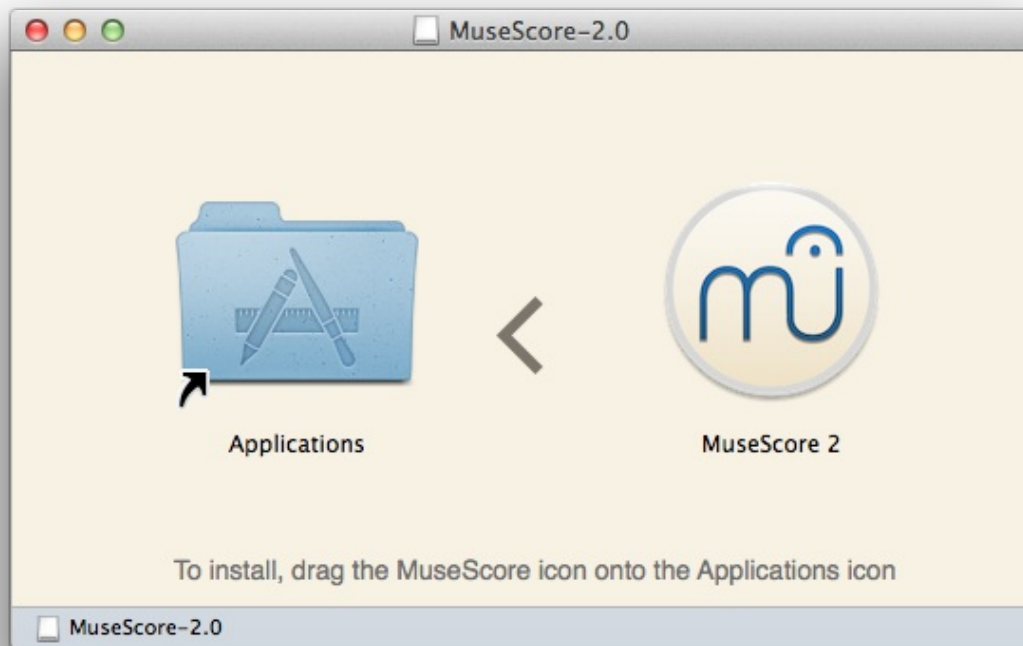 MuseScore-2.0
Applications
MuseScore 2
To install, drag the MuseScore icon onto the Applications icon
MuseScore-2.0